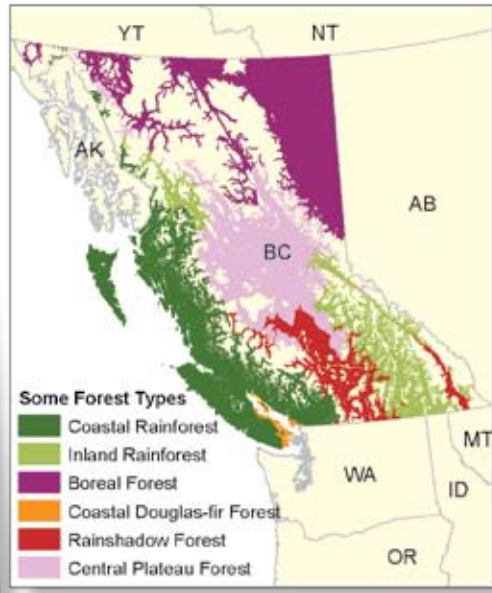 YT
NT
AK
AB
BC
Some Forest Types
Coastal Rainforest
Inland Rainforest
Boreal Forest
Coastal Douglas-fir Forest
Rainshadow Forest
Central Plateau Forest
MT
WA
ID
OR